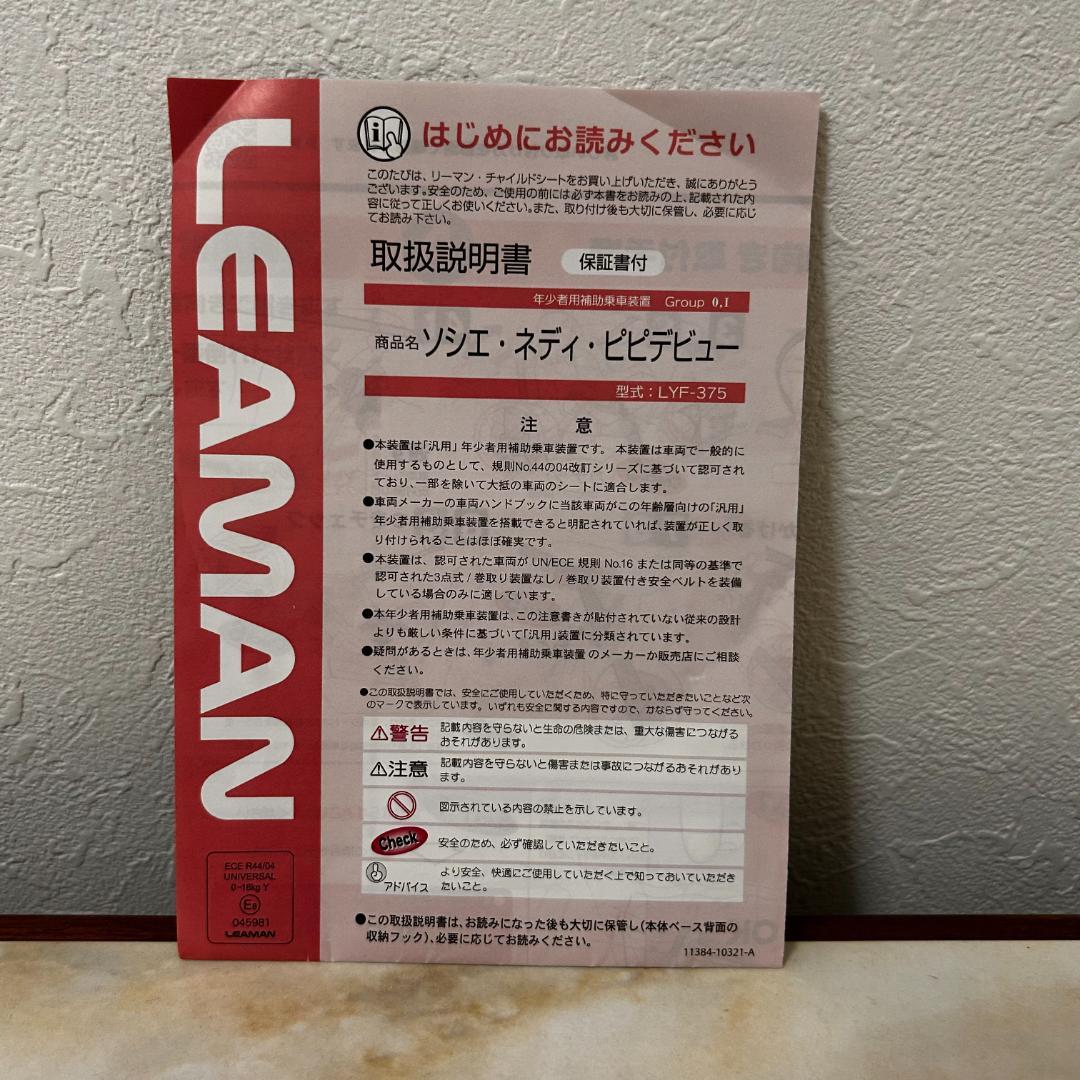 LEAMAN
はじめにお読みください
このたびは、リーマン・チャイルドシートをお買い上げいただき、誠にありがとう
ございます。安全のため、ご使用の前には必ず本書をお読みの上、記載された内
容に従って正しくお使いください。また、取り付け後も大切に保管し、必要に応じ
てお読み下さい。
取扱説明書 保証書付
年少者用補助乗車装置 Group 0,I
商品名 ソシエ・ネディ・ピピデビュー
型式：LYF-375
注 意
●本装置は「汎用」年少者用補助乗車装置です。 本装置は車両で一般的に
使用するものとして、規則No.44の04改訂シリーズに基づいて認可され
ており、一部を除いて大抵の車両のシートに適合します。
●車両メーカーの車両ハンドブックに当該車両がこの年齢層向けの「汎用」
年少者用補助乗車装置を搭載できると明記されていれば、装置が正しく取
り付けられることはほぼ確実です。
●本装置は、認可された車両が UN/ECE 規則 No.16 または同等の基準で
認可された3点式/巻取り装置なし/巻取り装置付き安全ベルトを装備
している場合のみに適しています。
●本年少者用補助乗車装置は、この注意書きが貼付されていない従来の設計
よりも厳しい条件に基づいて「汎用」装置に分類されています。
●疑問があるときは、年少者用補助乗車装置のメーカーか販売店にご相談
ください。
●この取扱説明書では、安全にご使用していただくため、特に守っていただきたいことなど次
のマークで表示しています。いずれも安全に関する内容ですので、かならず守ってください。
⚠警告 記載内容を守らないと生命の危険または、重大な傷害につながる
おそれがあります。
⚠注意 記載内容を守らないと傷害または事故につながるおそれがあり
ます。
図示されている内容の禁止を示しています。
Check 安全のため、必ず確認していただきたいこと。
アドバイス より安全、快適にご使用していただく上で知っておいていただき
たいこと。
●この取扱説明書は、お読みになった後も大切に保管し(本体ベース背面の
収納フック)、必要に応じてお読みください。
11384-10321-A
ECE R44/04
UNIVERSAL
0-18kg Y
E8
045981
LEAMAN